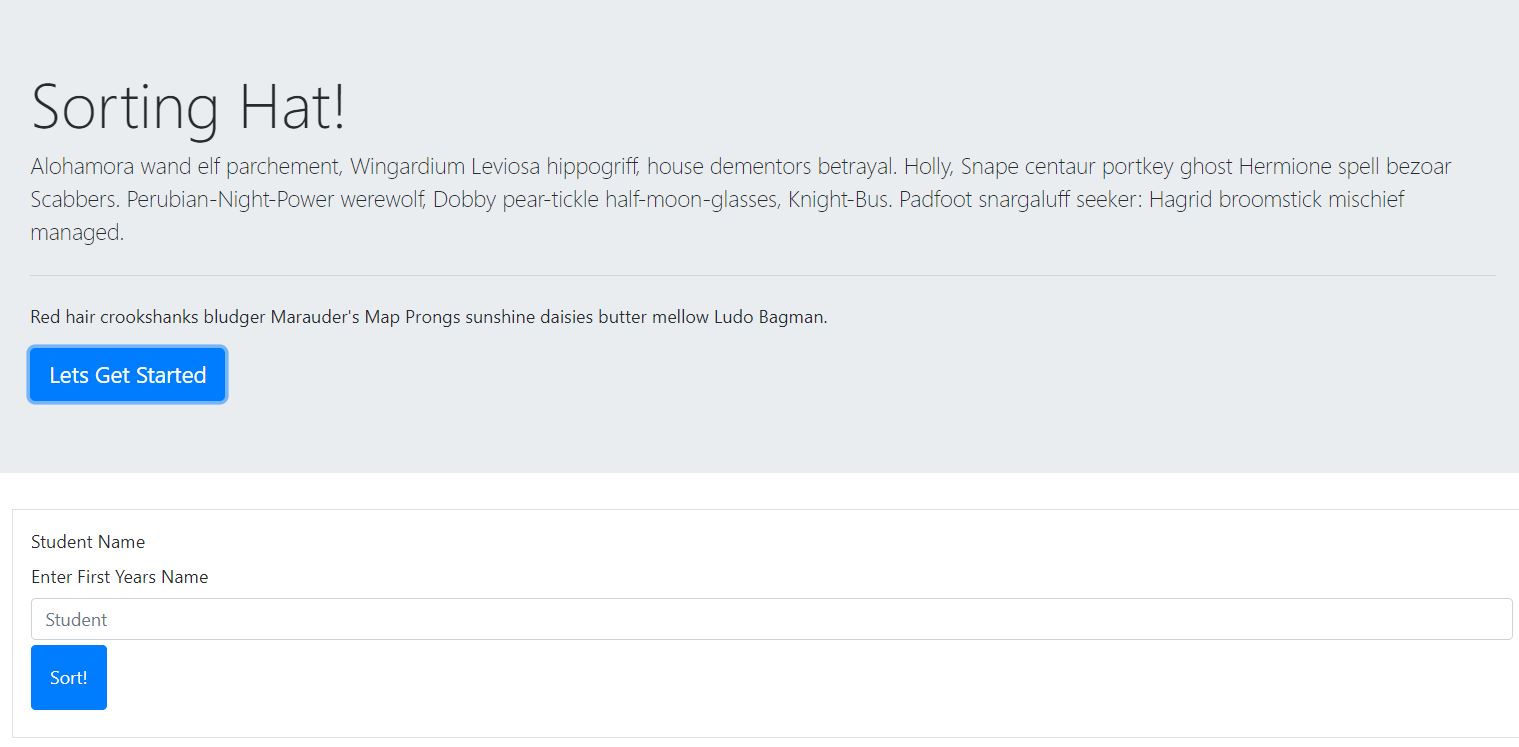 Sorting Hat!
Alohamora wand elf parchement, Wingardium Leviosa hippogriff, house dementors betrayal. Holly, Snape centaur portkey ghost Hermione spell bezoar
Scabbers. Perubian-Night-Power werewolf, Dobby pear-tickle half-moon-glasses, Knight-Bus. Padfoot snargaluff seeker: Hagrid broomstick mischief
managed.
Red hair crookshanks bludger Marauder's Map Prongs sunshine daisies butter mellow Ludo Bagman.
Lets Get Started
Student Name
Enter First Years Name
Student
Sort!